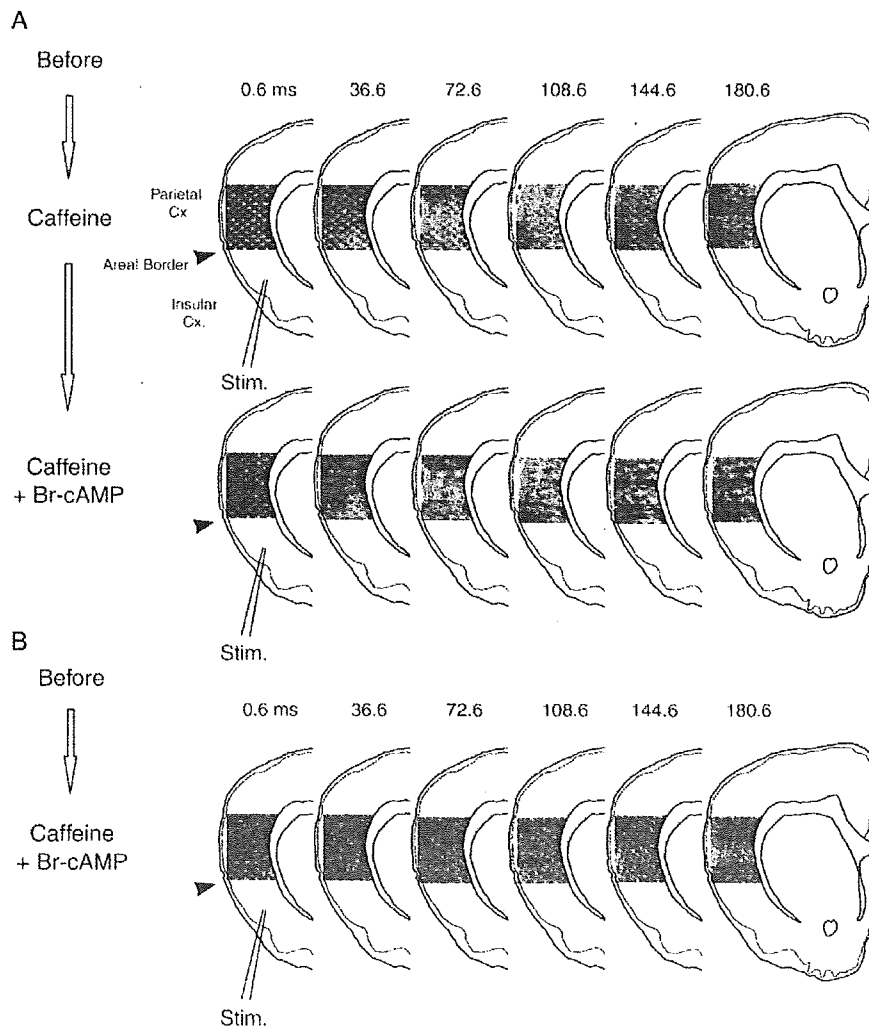 A
Before
0.6 ms 36.6 72.6 108.6 144.6 180.6
Caffeine
Parietal
Cx
Areal Border
Insular
Cx.
Stim.
Caffeine
+ Br-cAMP
Stim.
B
Before
0.6 ms 36.6 72.6 108.6 144.6 180.6
Caffeine
+ Br-cAMP
Stim.